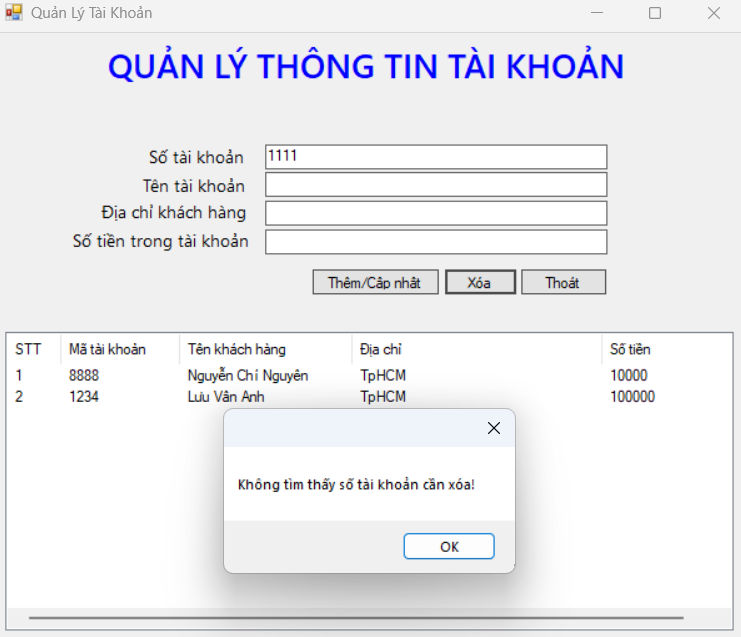 Quản Lý Tài Khoản
QUẢN LÝ THÔNG TIN TÀI KHOẢN
Số tài khoản 1111
Tên tài khoản
Địa chỉ khách hàng
Số tiền trong tài khoản
Thêm/Cập nhật Xóa Thoát
STT Mã tài khoản Tên khách hàng Địa chỉ Số tiền
1 8888 Nguyễn Chí Nguyên TpHCM 10000
2 1234 Lưu Vân Anh TpHCM 100000
Không tìm thấy số tài khoản cần xóa!
OK